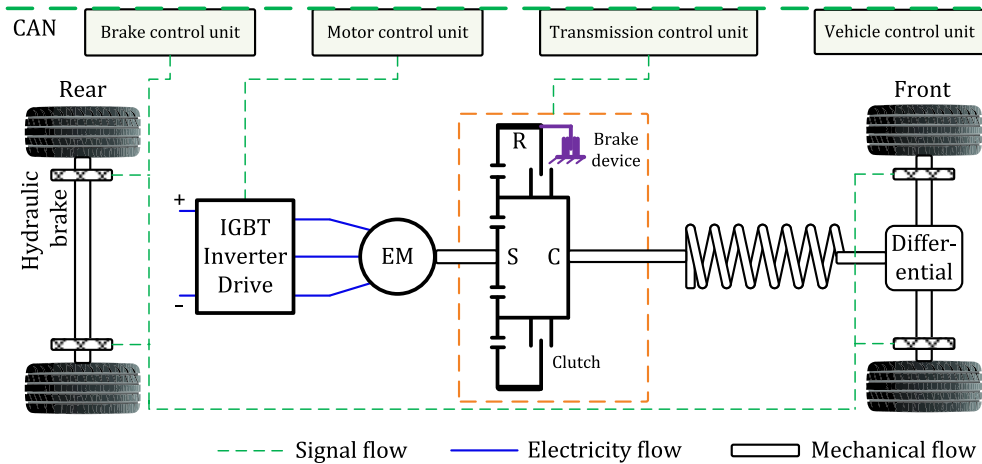 CAN
Brake control unit
Motor control unit
Transmission control unit
Vehicle control unit
Rear
Front
Hydraulic
brake
R
Brake
device
+
-
IGBT
Inverter
Drive
EM
S
C
Differ-
ential
Clutch
Signal flow
Electricity flow
Mechanical flow